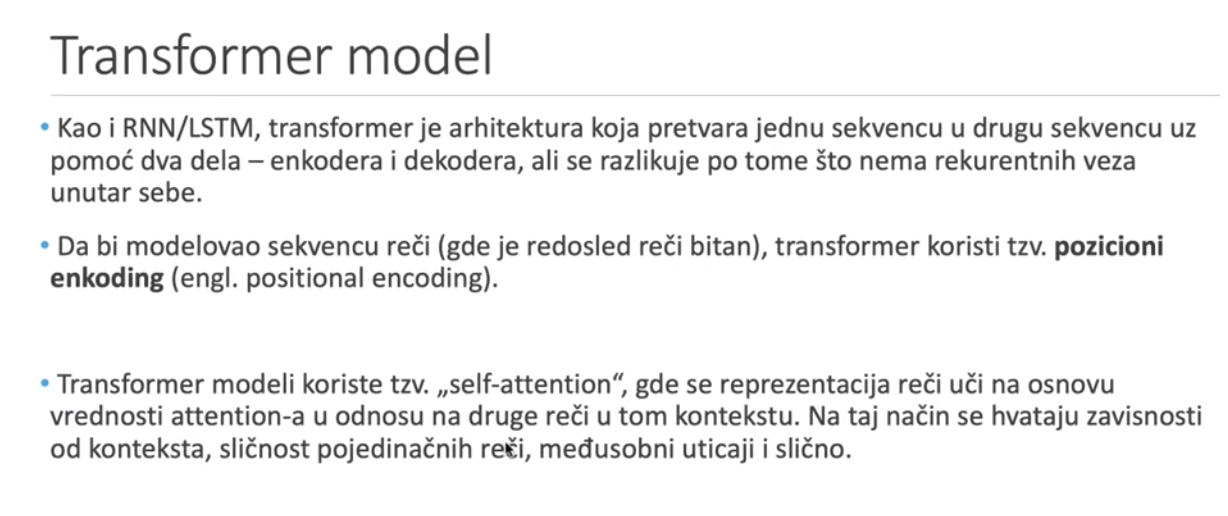 Transformer model
• Kao i RNN/LSTM, transformer je arhitektura koja pretvara jednu sekvencu u drugu sekvencu uz
pomoć dva dela – enkodera i dekodera, ali se razlikuje po tome što nema rekurentnih veza
unutar sebe.
• Da bi modelovao sekvencu reči (gde je redosled reči bitan), transformer koristi tzv. pozicioni
enkoding (engl. positional encoding).
• Transformer modeli koriste tzv. „self-attention“, gde se reprezentacija reči uči na osnovu
vrednosti attention-a u odnosu na druge reči u tom kontekstu. Na taj način se hvataju zavisnosti
od konteksta, sličnost pojedinačnih reči, međusobni uticaji i slično.